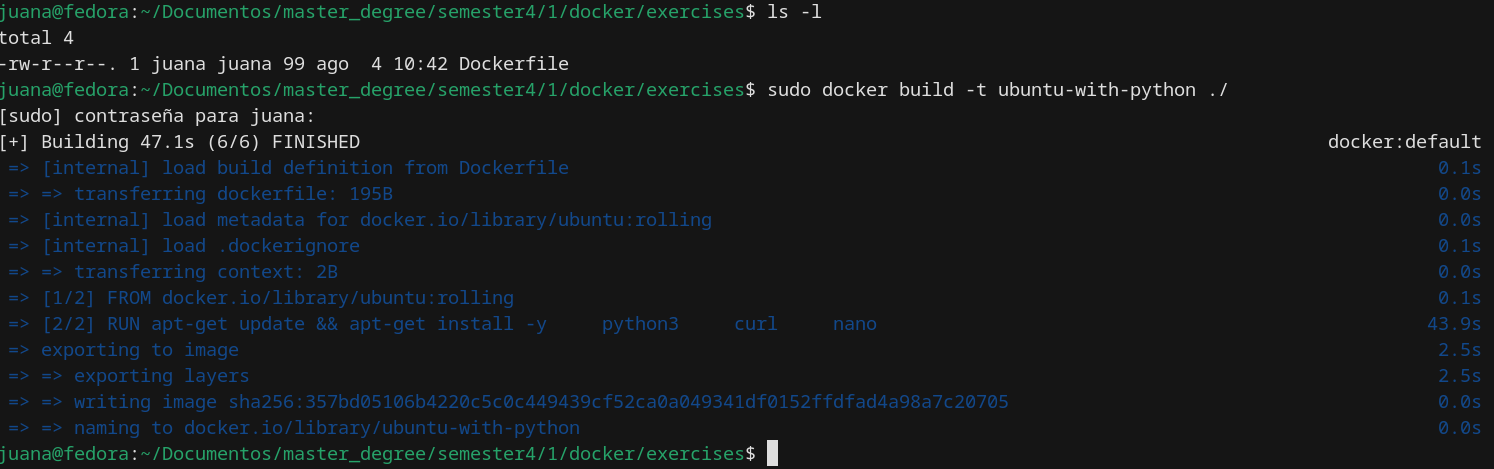 juana@fedora:~/Documentos/master_degree/semester4/1/docker/exercises$ ls -l
total 4
-rw-r--r--. 1 juana juana 99 ago  4 10:42 Dockerfile
juana@fedora:~/Documentos/master_degree/semester4/1/docker/exercises$ sudo docker build -t ubuntu-with-python ./
[sudo] contraseña para juana:
[+] Building 47.1s (6/6) FINISHED docker:default
=> [internal] load build definition from Dockerfile 0.1s
=> => transferring dockerfile: 195B 0.0s
=> [internal] load metadata for docker.io/library/ubuntu:rolling 0.0s
=> [internal] load .dockerignore 0.1s
=> => transferring context: 2B 0.0s
=> [1/2] FROM docker.io/library/ubuntu:rolling 0.1s
=> [2/2] RUN apt-get update && apt-get install -y     python3     curl     nano 43.9s
=> exporting to image 2.5s
=> => exporting layers 2.5s
=> => writing image sha256:357bd05106b4220c5c0c449439cf52ca0a049341df0152ffdfad4a98a7c20705 0.0s
=> => naming to docker.io/library/ubuntu-with-python 0.0s
juana@fedora:~/Documentos/master_degree/semester4/1/docker/exercises$